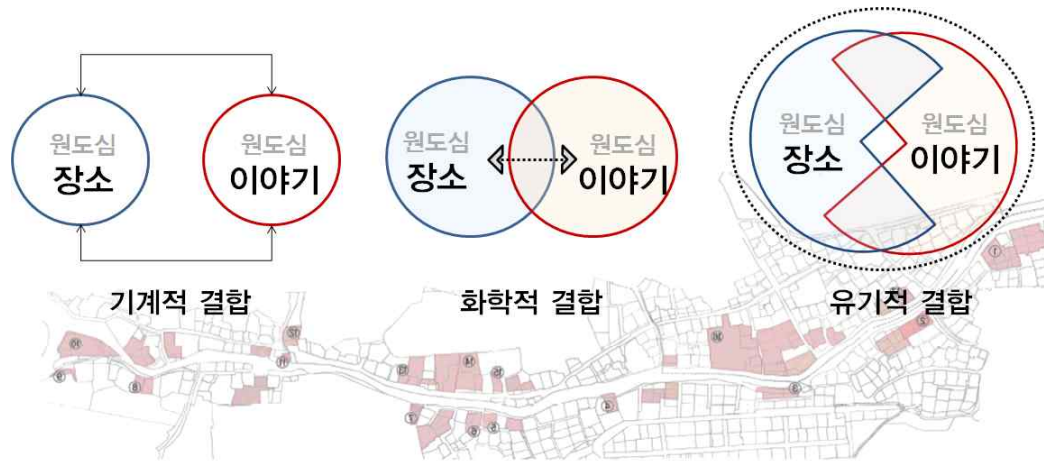 원도심
장소
원도심
이야기
기계적 결합
원도심
장소
원도심
이야기
화학적 결합
원도심
장소
원도심
이야기
유기적 결합